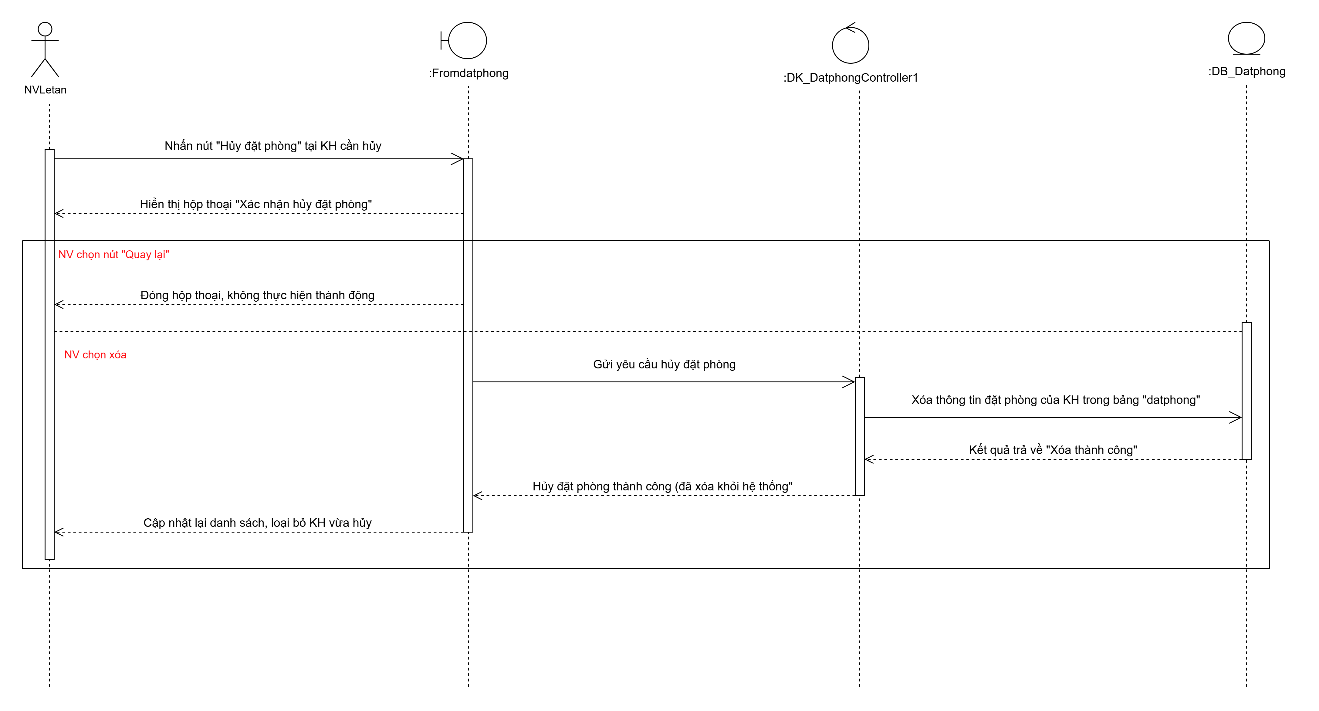 NVLetan
:Fromdatphong
:DK_DatphongController1
:DB_Datphong
Nhấn nút "Hủy đặt phòng" tại KH cần hủy
Hiển thị hộp thoại "Xác nhận hủy đặt phòng"
NV chọn nút "Quay lại"
Đóng hộp thoại, không thực hiện thành động
NV chọn xóa
Gửi yêu cầu hủy đặt phòng
Xóa thông tin đặt phòng của KH trong bảng "datphong"
Kết quả trả về "Xóa thành công"
Hủy đặt phòng thành công (đã xóa khỏi hệ thống"
Cập nhật lại danh sách, loại bỏ KH vừa hủy